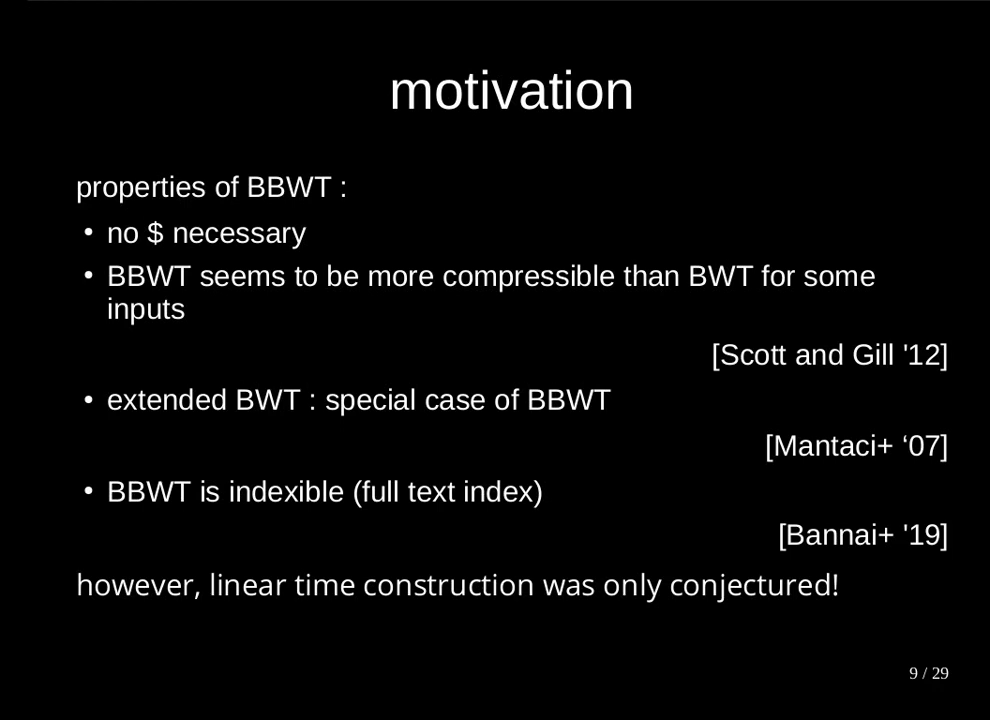 motivation
properties of BBWT :
• no $ necessary
• BBWT seems to be more compressible than BWT for some
inputs
[Scott and Gill '12]
• extended BWT : special case of BBWT
[Mantaci+ ‘07]
• BBWT is indexible (full text index)
[Bannai+ '19]
however, linear time construction was only conjectured!
9 / 29